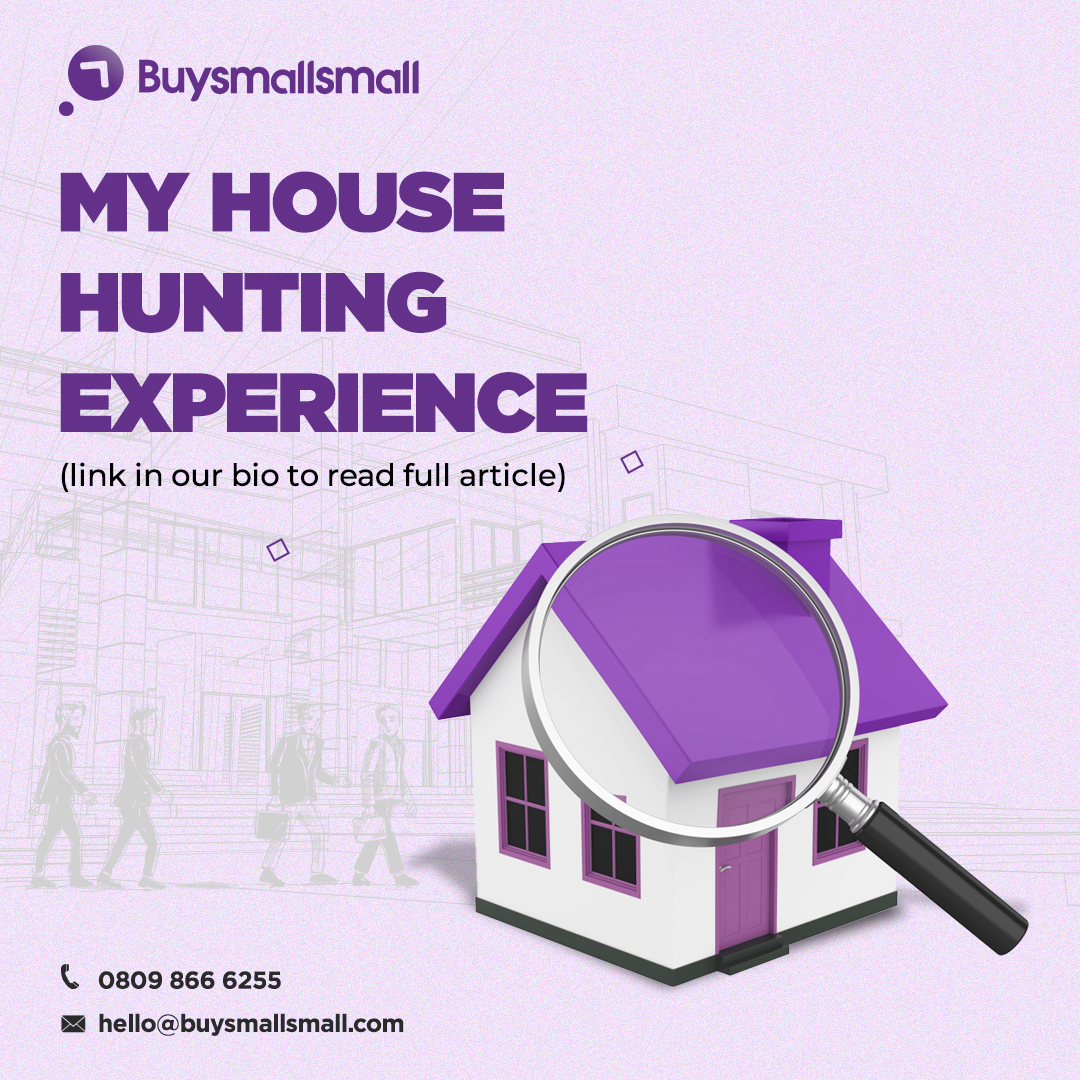 Buysmallsmall
MY HOUSE
HUNTING
EXPERIENCE
(link in our bio to read full article)
0809 866 6255
hello@buysmallsmall.com